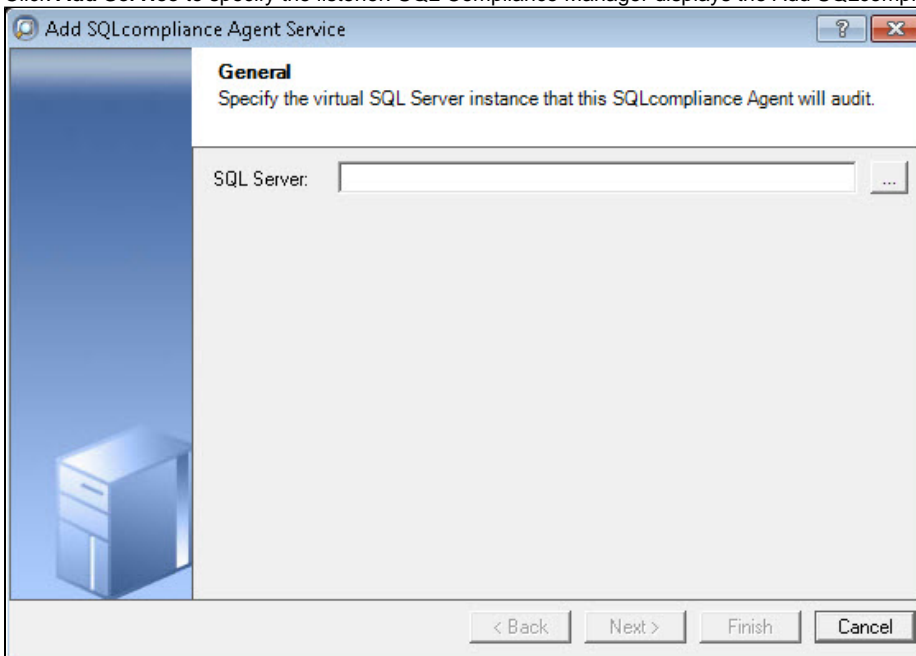 Add SQLcompliance Agent Service
General
Specify the virtual SQL Server instance that this SQLcompliance Agent will audit.
SQL Server:
...
< Back Next > Finish Cancel